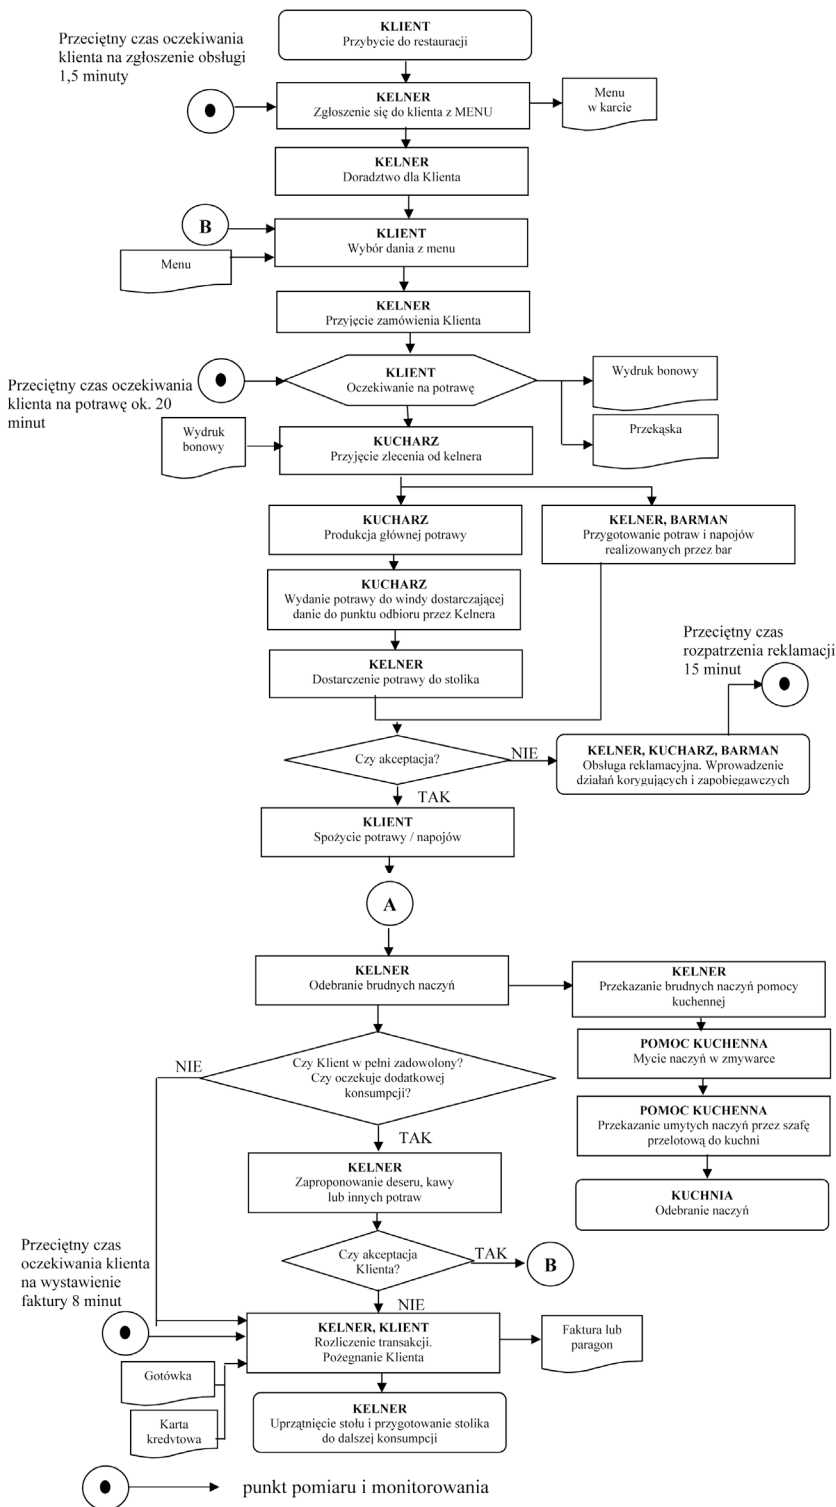 KLIENT
Przybycie do restauracji
Przeciętny czas oczekiwania
klienta na zgłoszenie obsługi
1,5 minuty
KELNER
Zgłoszenie się do klienta z MENU
Menu
w karcie
KELNER
Doradztwo dla Klienta
B
KLIENT
Wybór dania z menu
Menu
KELNER
Przyjęcie zamówienia Klienta
Przeciętny czas oczekiwania
klienta na potrawę ok. 20
minut
KLIENT
Oczekiwanie na potrawę
Wydruk bonowy
Przekąska
Wydruk
bonowy
KUCHARZ
Przyjęcie zlecenia od kelnera
KUCHARZ
Produkcja głównej potrawy
KELNER, BARMAN
Przygotowanie potraw i napojów
realizowanych przez bar
KUCHARZ
Wydanie potrawy do windy dostarczającej
danie do punktu odbioru przez Kelnera
KELNER
Dostarczenie potrawy do stolika
Przeciętny czas
rozpatrzenia reklamacji
15 minut
Czy akceptacja?
NIE
KELNER, KUCHARZ, BARMAN
Obsługa reklamacyjna. Wprowadzenie
działań korygujących i zapobiegawczych
TAK
KLIENT
Spożycie potrawy / napojów
A
KELNER
Odebranie brudnych naczyń
KELNER
Przekazanie brudnych naczyń pomocy
kuchennej
NIE
Czy Klient w pełni zadowolony?
Czy oczekuje dodatkowej
konsumpcji?
POMOC KUCHENNA
Mycie naczyń w zmywarce
TAK
POMOC KUCHENNA
Przekazanie umytych naczyń przez szafę
przelotową do kuchni
KELNER
Zaproponowanie deseru, kawy
lub innych potraw
KUCHNIA
Odebranie naczyń
Przeciętny czas
oczekiwania klienta
na wystawienie
faktury 8 minut
Czy akceptacja
Klienta?
TAK
B
NIE
KELNER, KLIENT
Rozliczenie transakcji.
Pożegnanie Klienta
Faktura lub
paragon
Gotówka
Karta
kredytowa
KELNER
Uprzątnięcie stołu i przygotowanie stolika
do dalszej konsumpcji
punkt pomiaru i monitorowania